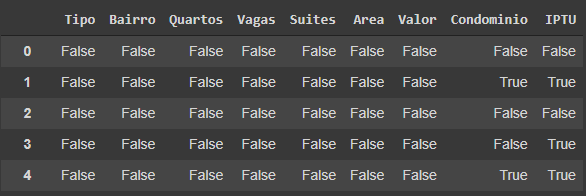 Tipo Bairro Quartos Vagas Suites Area Valor Condominio IPTU
0 False False False False False False False False False
1 False False False False False False False True True
2 False False False False False False False False False
3 False False False False False False False False True
4 False False False False False False False True True